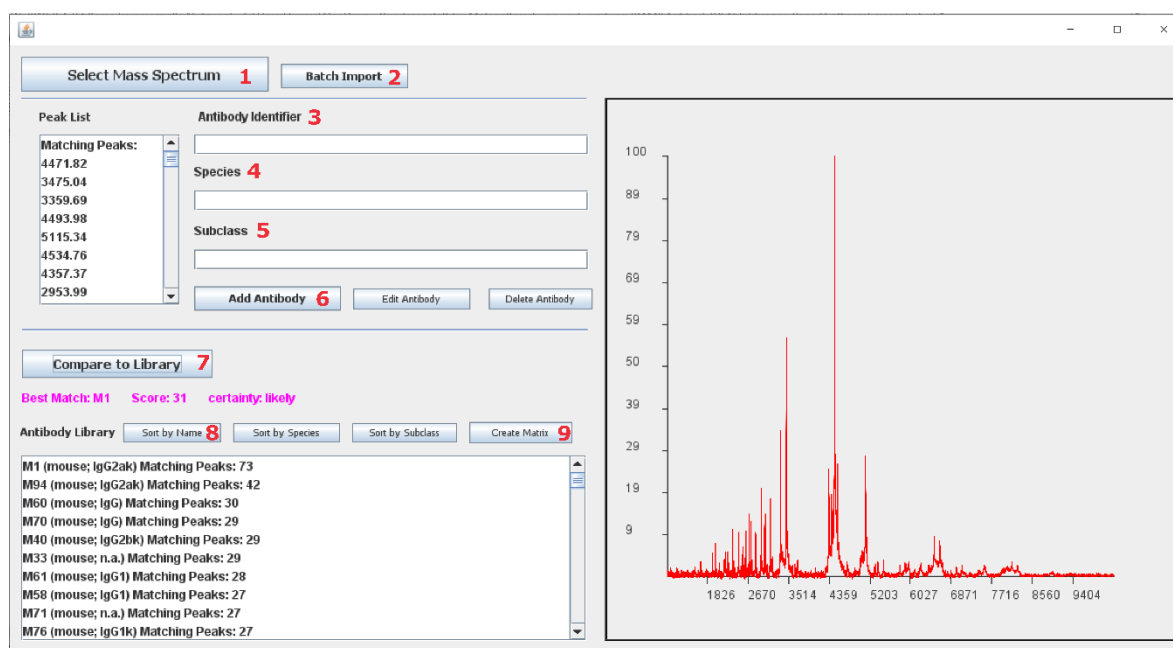 Select Mass Spectrum 1
Batch Import 2
Peak List
Matching Peaks:
4471.82
3475.04
3359.69
4493.98
5115.34
4534.76
4357.37
2953.99
Antibody Identifier 3
Species 4
Subclass 5
Add Antibody 6 Edit Antibody Delete Antibody
Compare to Library 7
Best Match: M1 Score: 31 certainty: likely
Antibody Library Sort by Name 8 Sort by Species Sort by Subclass Create Matrix 9
M1 (mouse; IgG2ak) Matching Peaks: 73
M94 (mouse; IgG2ak) Matching Peaks: 42
M60 (mouse; IgG) Matching Peaks: 30
M70 (mouse; IgG) Matching Peaks: 29
M40 (mouse; IgG2bk) Matching Peaks: 29
M33 (mouse; n.a.) Matching Peaks: 29
M61 (mouse; IgG1) Matching Peaks: 28
M58 (mouse; IgG1) Matching Peaks: 27
M71 (mouse; n.a.) Matching Peaks: 27
M76 (mouse; IgG1k) Matching Peaks: 27
100
89
79
69
59
50
39
29
19
9
1826 2670 3514 4359 5203 6027 6871 7716 8560 9404